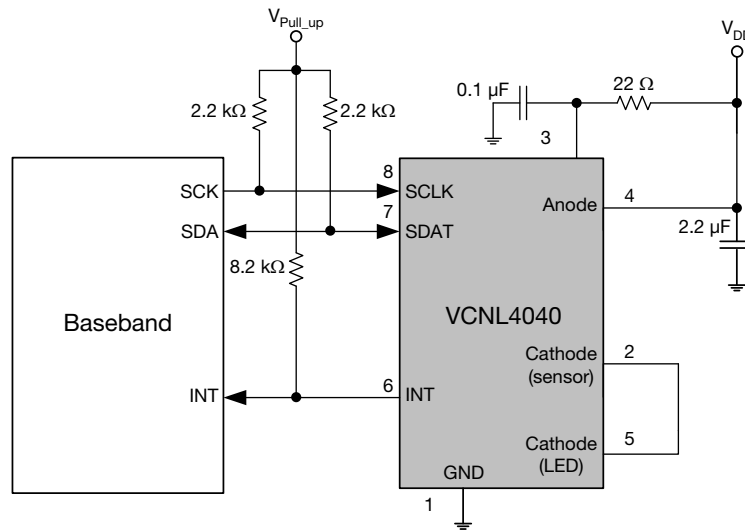 VPull_up
VD
0.1 µF
22 Ω
2.2 kΩ
2.2 kΩ
3
8
SCK
SCLK
7
Anode
4
SDA
SDAT
2.2 µF
8.2 kΩ
Baseband
VCNL4040
Cathode
(sensor)
2
INT
6
INT
Cathode
(LED)
5
GND
1